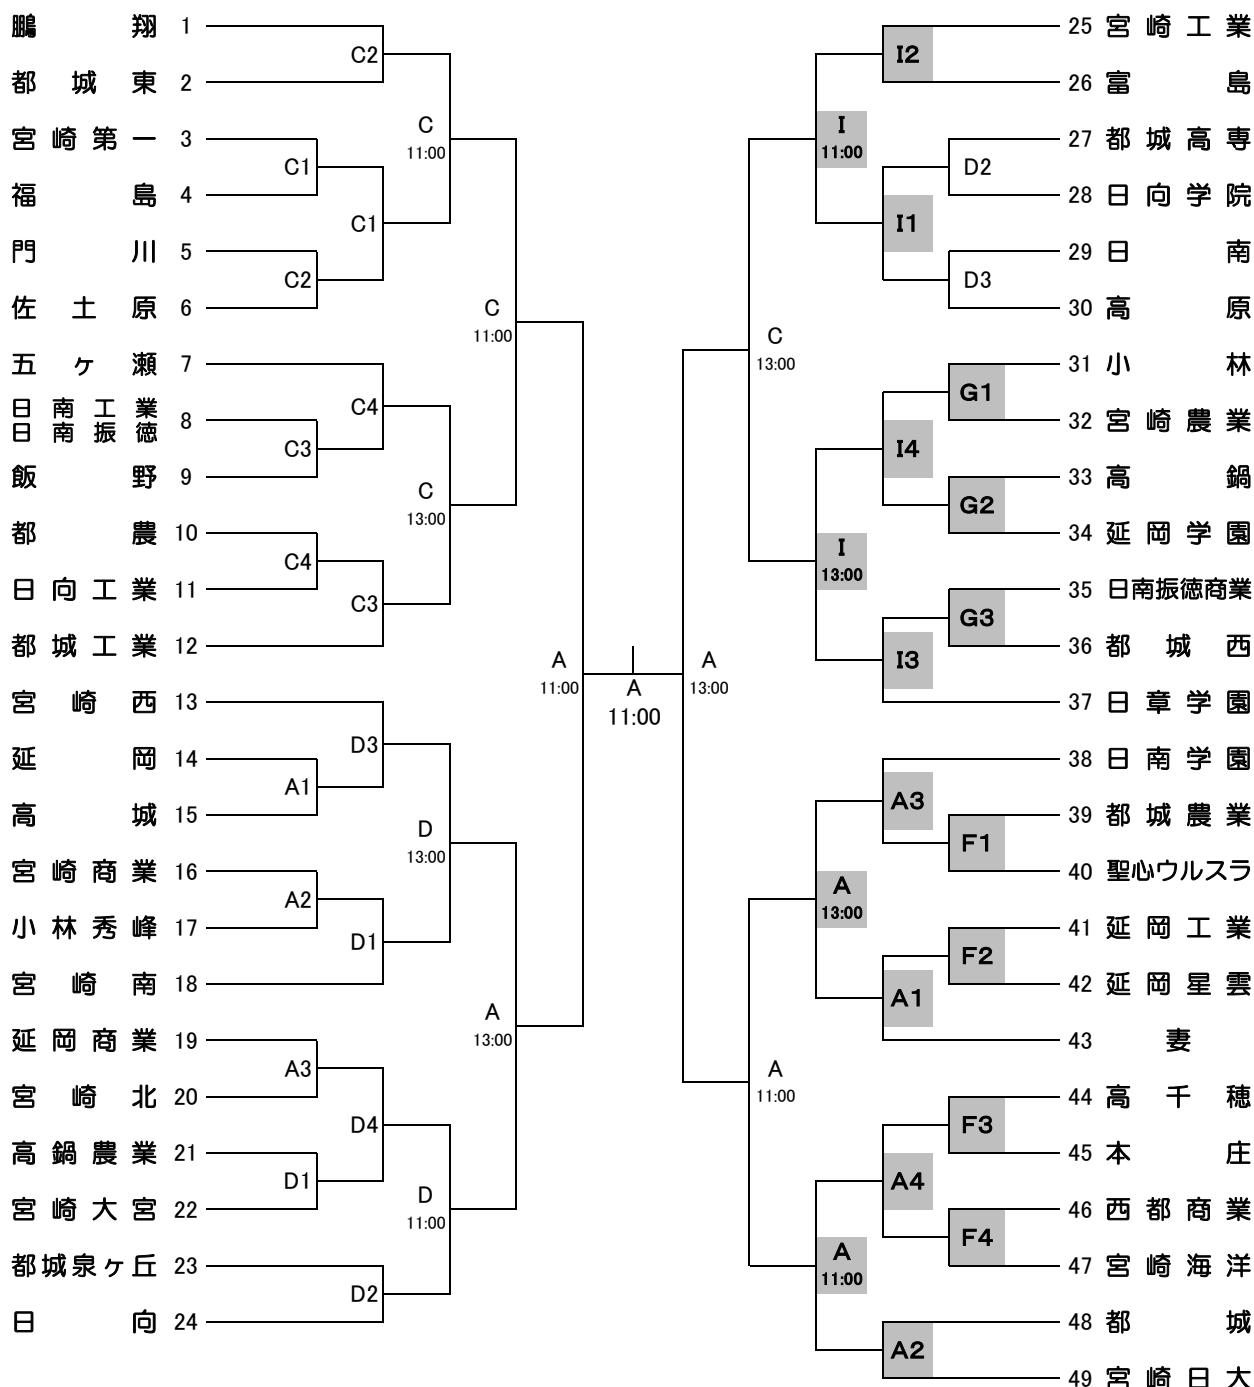 鵬翔 1
都城東 2
宮崎第一 3
福島 4
門川 5
佐土原 6
五ヶ瀬 7
日南工業
日南振徳 8
飯野 9
都農 10
日向工業 11
都城工業 12
宮崎西 13
延岡 14
高城 15
宮崎商業 16
小林秀峰 17
宮崎南 18
延岡商業 19
宮崎北 20
高鍋農業 21
宮崎大宮 22
都城泉ヶ丘 23
日向 24
C1
C2
C3
C4
A1
A2
A3
D1
C2
C1
C4
C3
D3
D1
D4
D2
C
11:00
C
13:00
D
13:00
D
11:00
C
11:00
A
13:00
A
11:00
A
11:00
A
13:00
C
13:00
A
11:00
I
11:00
I
13:00
A
13:00
A
11:00
I2
I1
I4
I3
A3
A1
A4
A2
D2
D3
G1
G2
G3
F1
F2
F3
F4
25 宮崎工業
26 富島
27 都城高専
28 日向学院
29 日南
30 高原
31 小林
32 宮崎農業
33 高鍋
34 延岡学園
35 日南振徳商業
36 都城西
37 日章学園
38 日南学園
39 都城農業
40 聖心ウルスラ
41 延岡工業
42 延岡星雲
43 妻
44 高千穂
45 本庄
46 西都商業
47 宮崎海洋
48 都城
49 宮崎日大